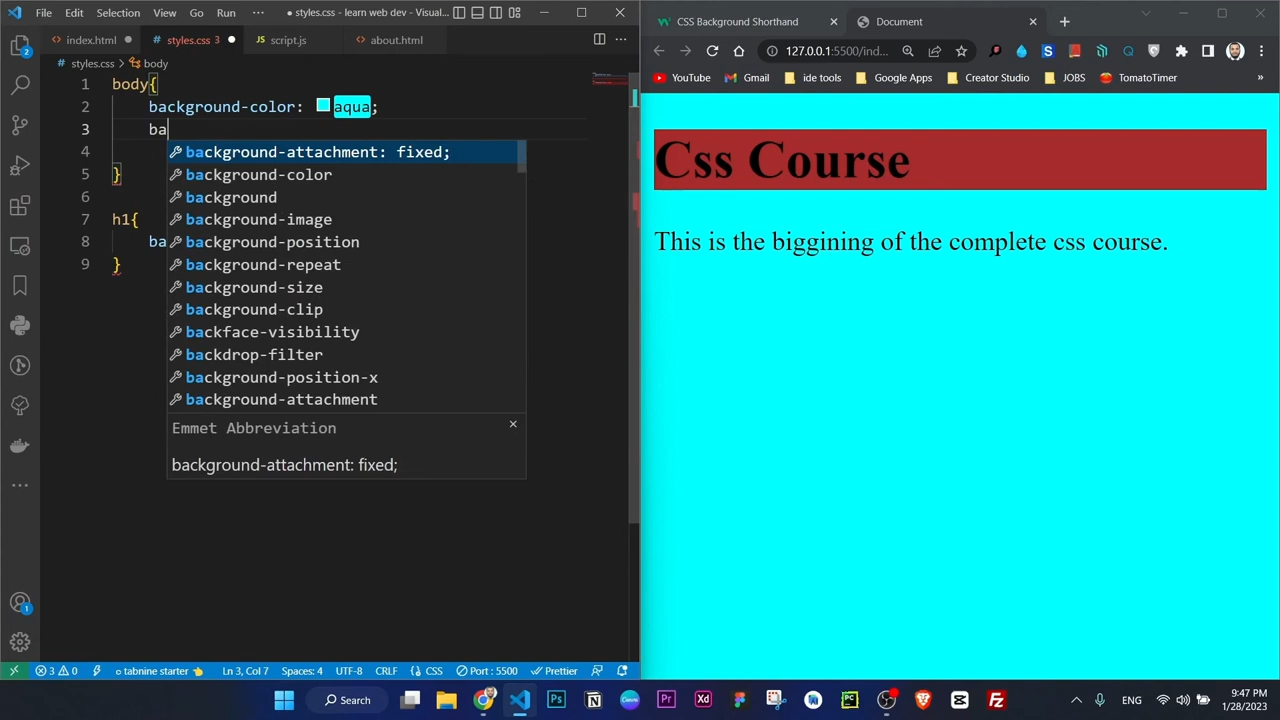 File Edit Selection View Go Run ··· ● styles.css - learn web dev - Visual...
index.html ●
styles.css 3 ●
script.js
about.html
# styles.css > body
1 body{
2 background-color: aqua;
3 ba
4
5 }
6
7 h1{
8 ba
9 }
background-attachment: fixed;
background-color
background
background-image
background-position
background-repeat
background-size
background-clip
backface-visibility
backdrop-filter
background-position-x
background-attachment
Emmet Abbreviation
background-attachment: fixed;
2
1
3 0 tabnine starter Ln 3, Col 7 Spaces: 4 UTF-8 CRLF {} CSS Port : 5500 Prettier
CSS Background Shorthand
Document
127.0.0.1:5500/ind...
YouTube Gmail ide tools Google Apps Creator Studio JOBS TomatoTimer »
Css Course
This is the biggining of the complete css course.
Search
ENG
9:47 PM
1/28/2023